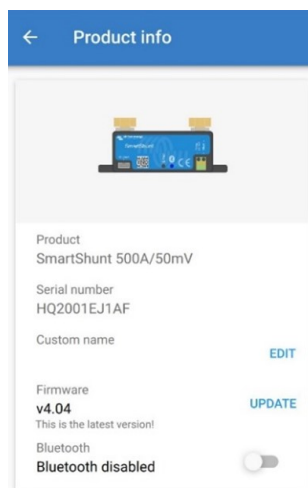 Product info
SmartShunt
Product
SmartShunt 500A/50mV
Serial number
HQ2001EJ1AF
Custom name
EDIT
Firmware
v4.04
UPDATE
This is the latest version!
Bluetooth
Bluetooth disabled